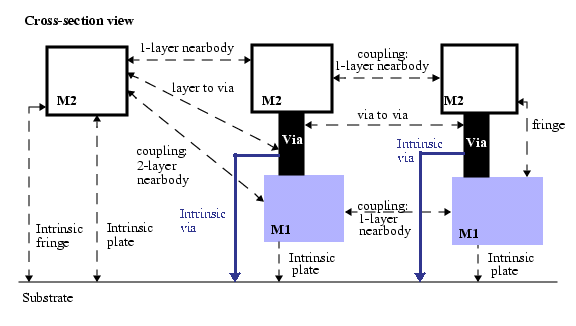 Cross-section view
1-layer nearbody
coupling:
1-layer nearbody
layer to via
M2
M2
M2
via to via
fringe
Via
Via
Intrinsic
via
coupling:
2-layer
nearbody
Intrinsic
via
coupling:
1-layer
nearbody
Intrinsic
fringe
Intrinsic
plate
M1
M1
Intrinsic
plate
Intrinsic
plate
Substrate